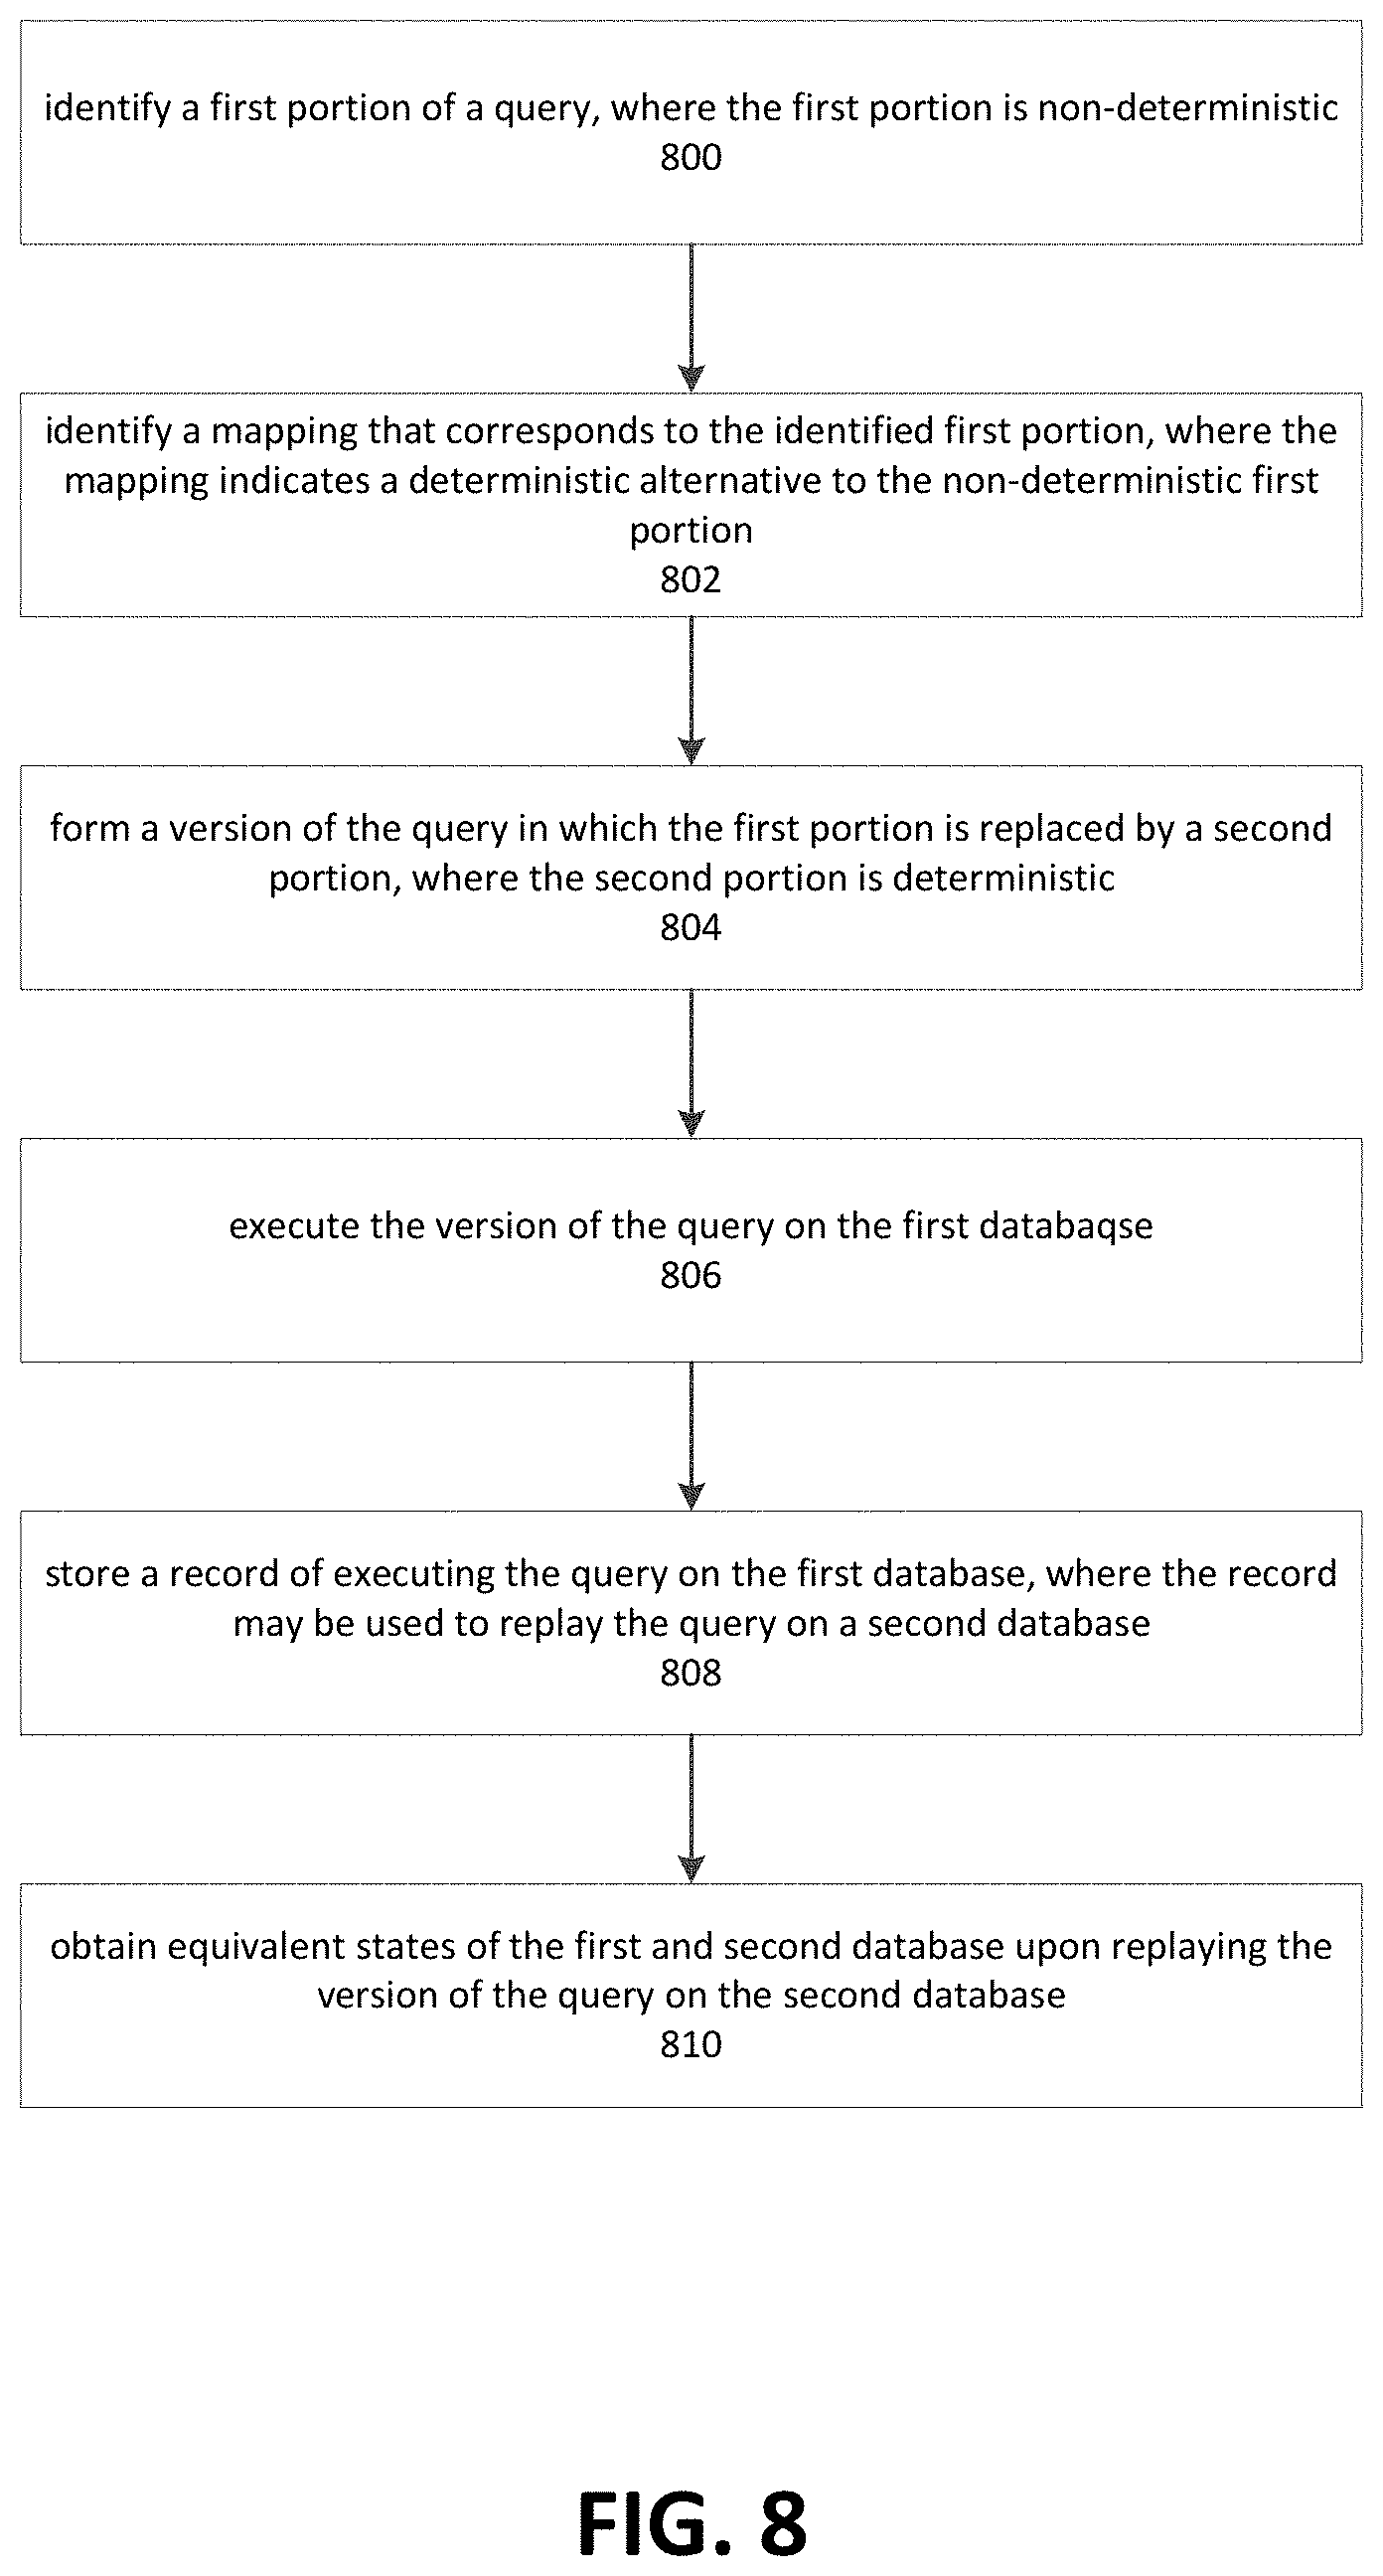 identify a first portion of a query, where the first portion is non-deterministic
800
identify a mapping that corresponds to the identified first portion, where the
mapping indicates a deterministic alternative to the non-deterministic first
portion
802
form a version of the query in which the first portion is replaced by a second
portion, where the second portion is deterministic
804
execute the version of the query on the first databaqse
806
store a record of executing the query on the first database, where the record
may be used to replay the query on a second database
808
obtain equivalent states of the first and second database upon replaying the
version of the query on the second database
810
FIG. 8